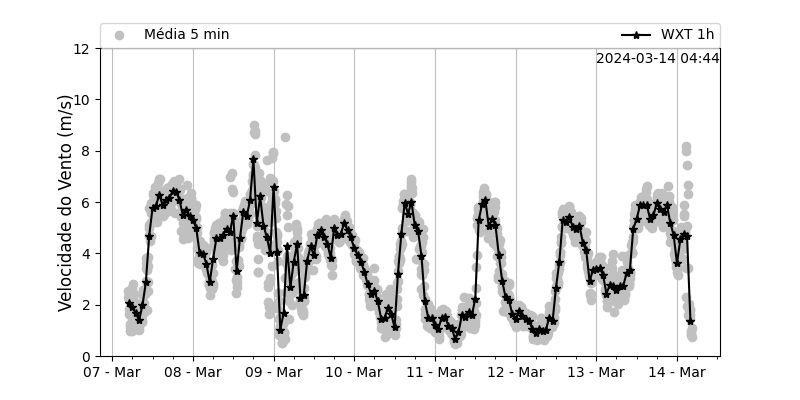 Média 5 min
WXT 1h
2024-03-14 04:44
Velocidade do Vento (m/s)
12
10
8
6
4
2
0
07 - Mar
08 - Mar
09 - Mar
10 - Mar
11 - Mar
12 - Mar
13 - Mar
14 - Mar